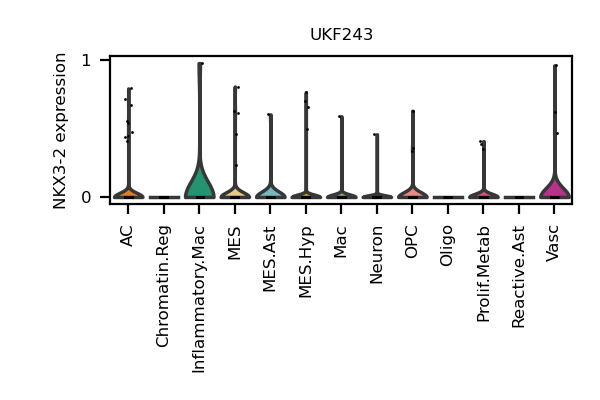 UKF243
NKX3-2 expression
1
0
AC
Chromatin.Reg
Inflammatory.Mac
MES
MES.Ast
MES.Hyp
Mac
Neuron
OPC
Oligo
Prolif.Metab
Reactive.Ast
Vasc